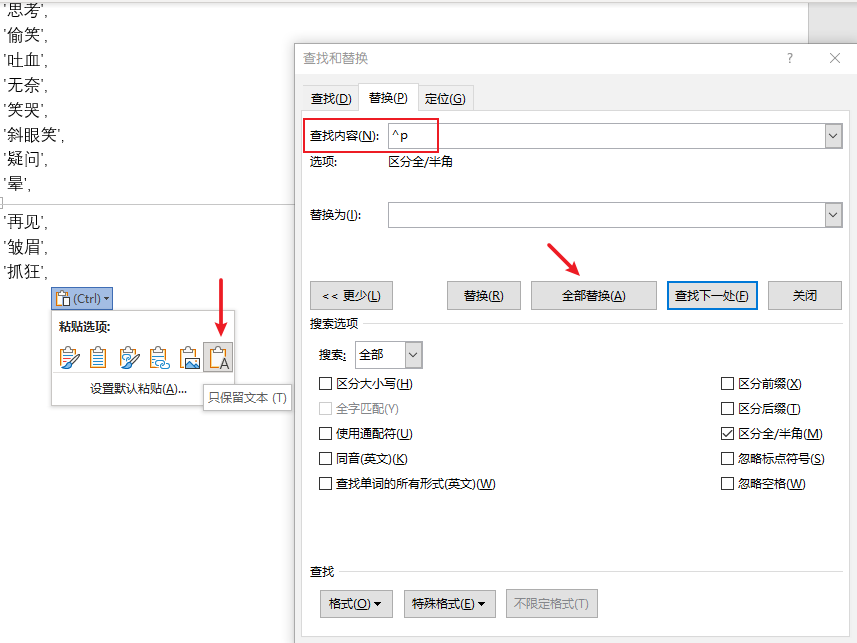 '思考',
'偷笑',
'吐血',
'无奈',
'笑哭',
'斜眼笑',
'疑问',
'晕',
'再见',
'皱眉',
'抓狂',
(Ctrl)
粘贴选项:
A
设置默认粘贴(A)...
只保留文本 (T)
查找和替换
? ×
查找(D) 替换(P) 定位(G)
查找内容(N): ^p
选项: 区分全/半角
替换为(I):
<< 更少(L) 替换(R) 全部替换(A) 查找下一处(F) 关闭
搜索选项
搜索: 全部
区分大小写(H) 区分前缀(X)
全字匹配(Y) 区分后缀(T)
使用通配符(U) 区分全/半角(M)
同音(英文)(K) 忽略标点符号(S)
查找单词的所有形式(英文)(W) 忽略空格(W)
查找
格式(O) 特殊格式(E) 不限定格式(T)